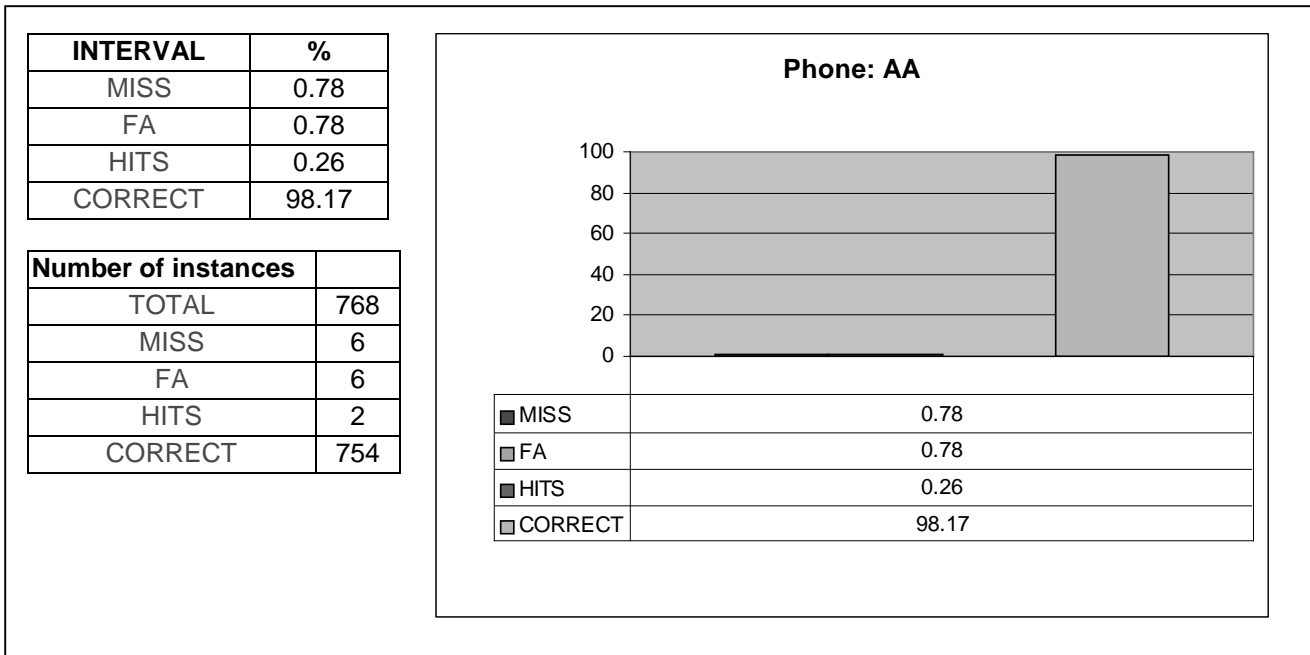 INTERVAL %
MISS 0.78
FA 0.78
HITS 0.26
CORRECT 98.17
Number of instances
TOTAL 768
MISS 6
FA 6
HITS 2
CORRECT 754
Phone: AA
100
80
60
40
20
0
MISS 0.78
FA 0.78
HITS 0.26
CORRECT 98.17